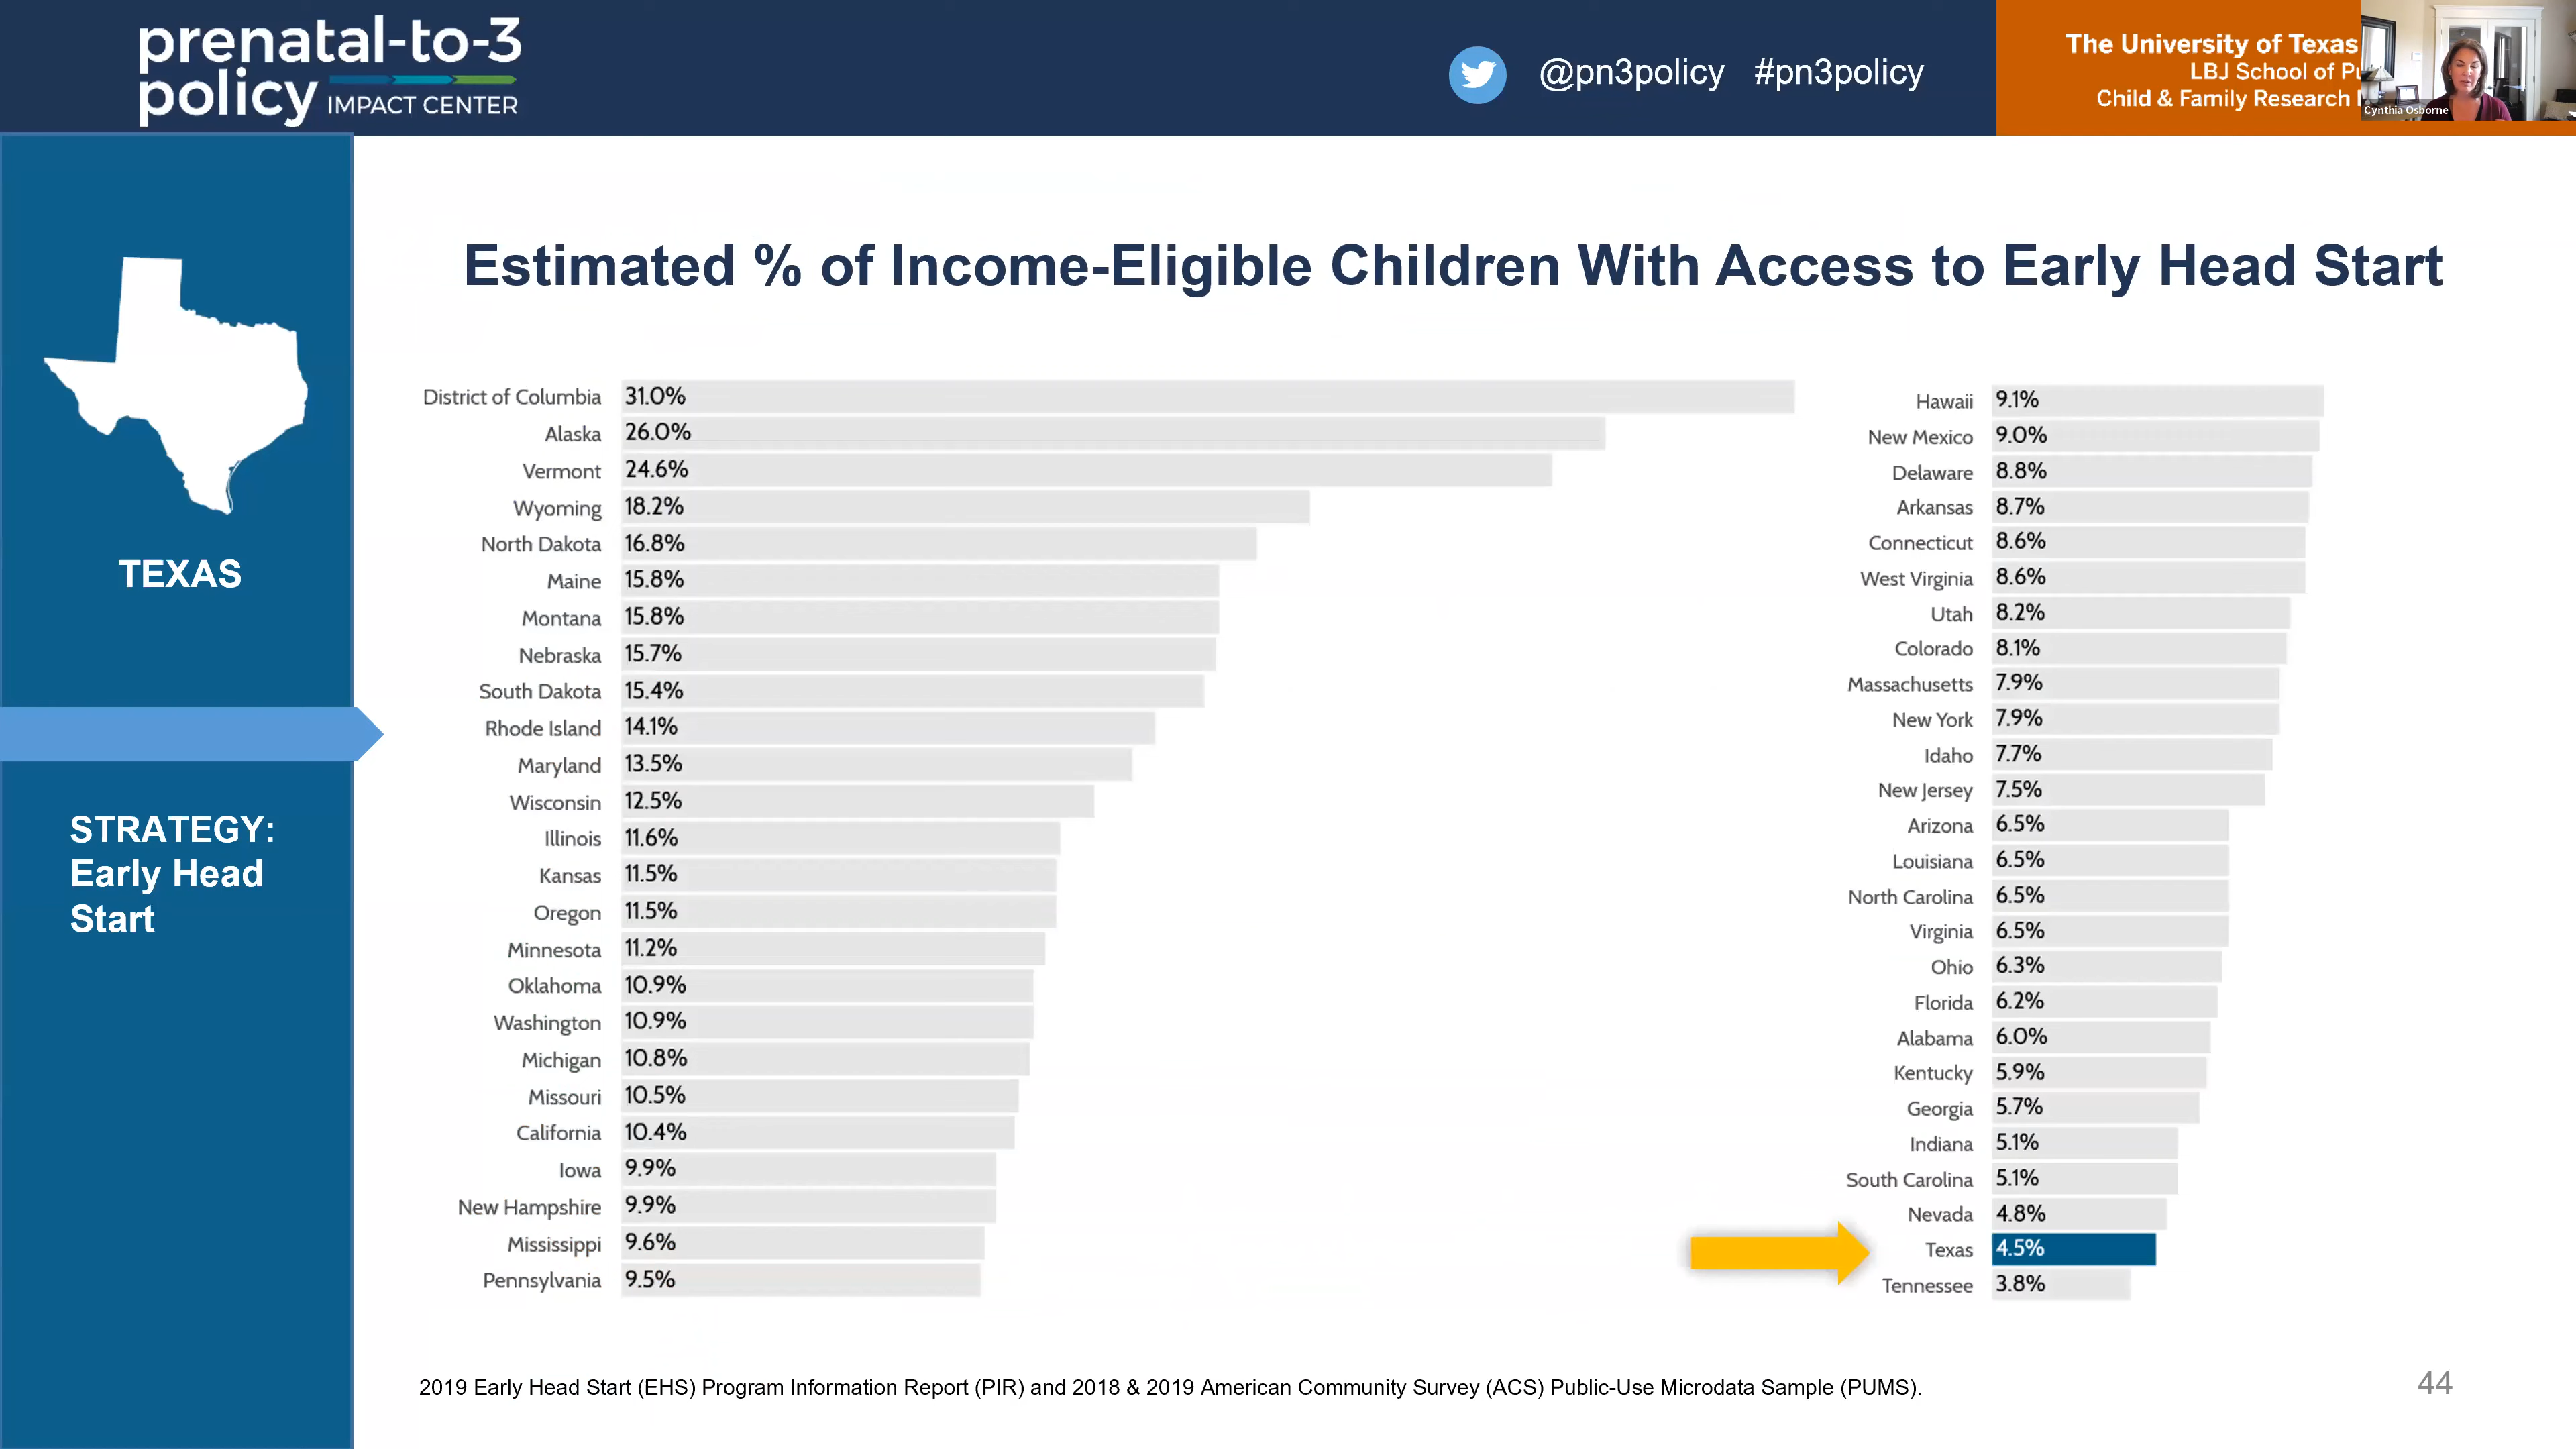 prenatal-to-3
policy IMPACT CENTER
@pn3policy #pn3policy
The University of Texas
LBJ School of
Child & Family Research
Cynthia Osborne
TEXAS
STRATEGY:
Early Head
Start
Estimated % of Income-Eligible Children With Access to Early Head Start
District of Columbia 31.0%
Alaska 26.0%
Vermont 24.6%
Wyoming 18.2%
North Dakota 16.8%
Maine 15.8%
Montana 15.8%
Nebraska 15.7%
South Dakota 15.4%
Rhode Island 14.1%
Maryland 13.5%
Wisconsin 12.5%
Illinois 11.6%
Kansas 11.5%
Oregon 11.5%
Minnesota 11.2%
Oklahoma 10.9%
Washington 10.9%
Michigan 10.8%
Missouri 10.5%
California 10.4%
Iowa 9.9%
New Hampshire 9.9%
Mississippi 9.6%
Pennsylvania 9.5%
Hawaii 9.1%
New Mexico 9.0%
Delaware 8.8%
Arkansas 8.7%
Connecticut 8.6%
West Virginia 8.6%
Utah 8.2%
Colorado 8.1%
Massachusetts 7.9%
New York 7.9%
Idaho 7.7%
New Jersey 7.5%
Arizona 6.5%
Louisiana 6.5%
North Carolina 6.5%
Virginia 6.5%
Ohio 6.3%
Florida 6.2%
Alabama 6.0%
Kentucky 5.9%
Georgia 5.7%
Indiana 5.1%
South Carolina 5.1%
Nevada 4.8%
Texas 4.5%
Tennessee 3.8%
2019 Early Head Start (EHS) Program Information Report (PIR) and 2018 & 2019 American Community Survey (ACS) Public-Use Microdata Sample (PUMS).
44